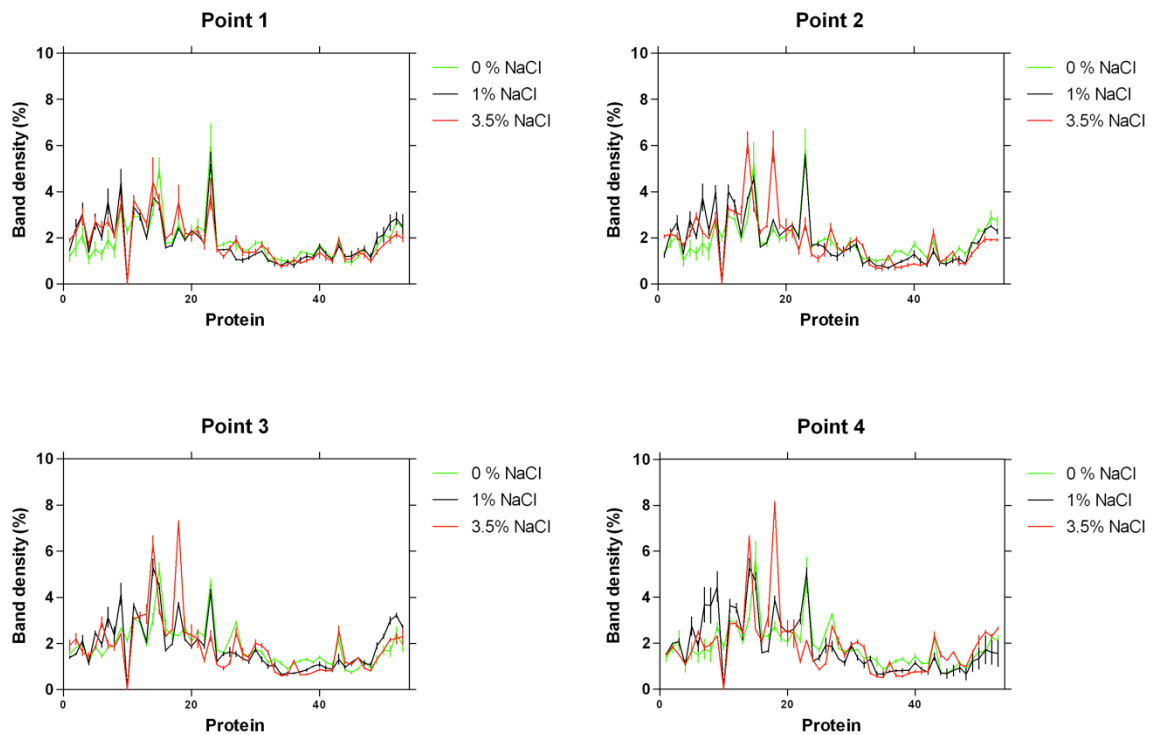 Point 1
10
8
6
4
2
0
0
20
40
Band density (%)
Protein
0 % NaCl
1% NaCl
3.5% NaCl
Point 2
10
8
6
4
2
0
0
20
40
Band density (%)
Protein
0 % NaCl
1% NaCl
3.5% NaCl
Point 3
10
8
6
4
2
0
0
20
40
Band density (%)
Protein
0 % NaCl
1% NaCl
3.5% NaCl
Point 4
10
8
6
4
2
0
0
20
40
Band density (%)
Protein
0 % NaCl
1% NaCl
3.5% NaCl